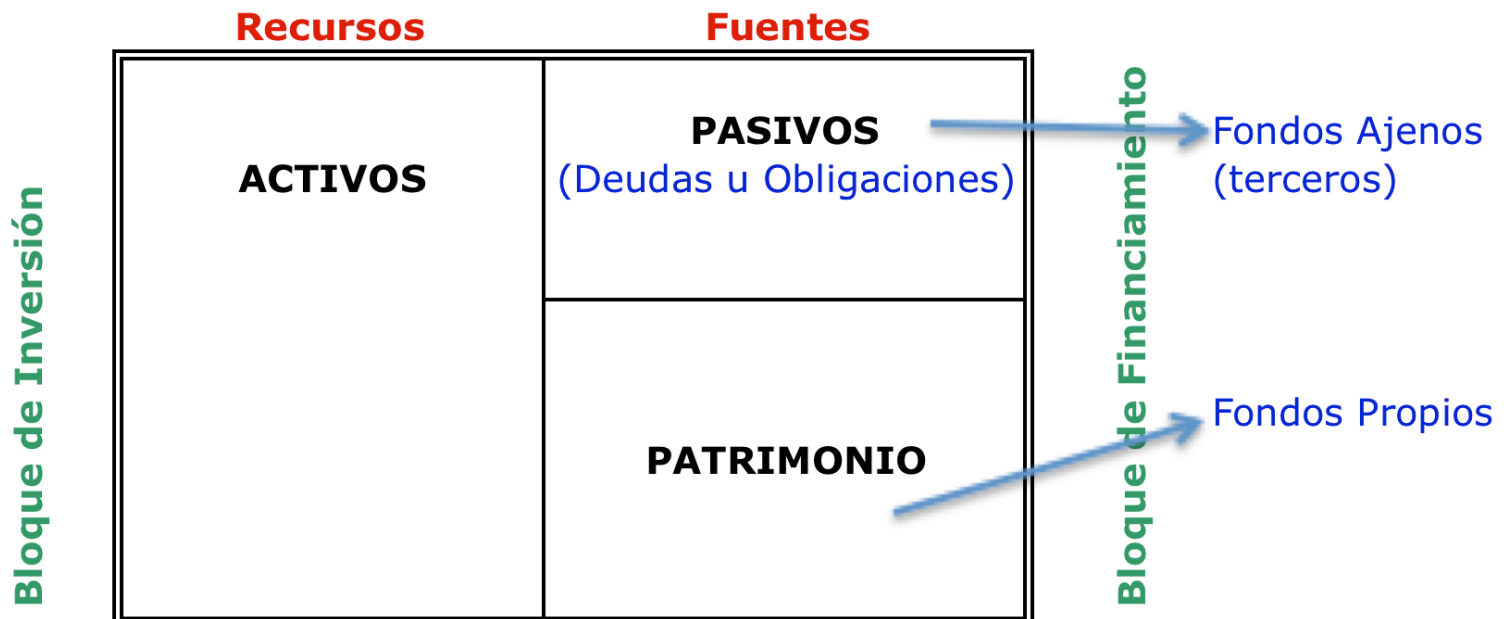 Recursos
Fuentes
Bloque de Inversión
ACTIVOS
PASIVOS
(Deudas u Obligaciones)
PATRIMONIO
Bloque de Financiamiento
Fondos Ajenos
(terceros)
Fondos Propios